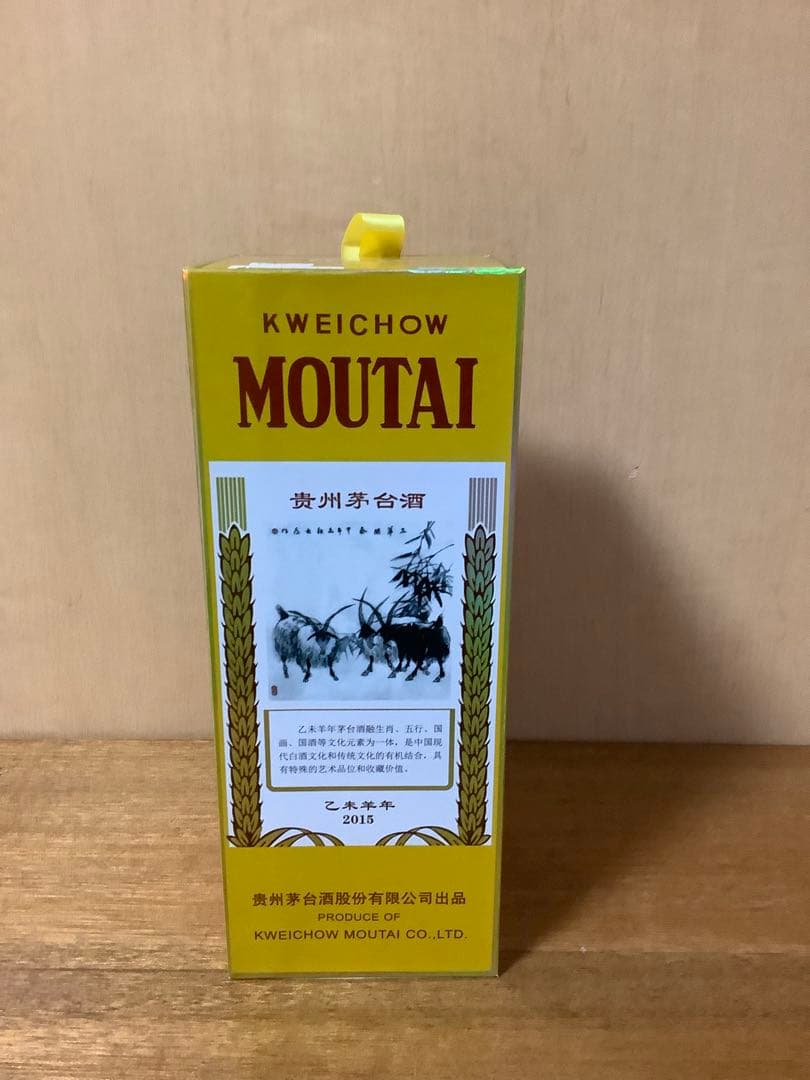 KWEICHOW
MOUTAI
贵州茅台酒
乙未羊年茅台酒融生肖、五行、国
画、国酒等文化元素为一体，是中国现
代白酒文化和传统文化的有机结合，具
有特殊的艺术品位和收藏价值。
乙未羊年
2015
贵州茅台酒股份有限公司出品
PRODUCE OF
KWEICHOW MOUTAI CO.,LTD.